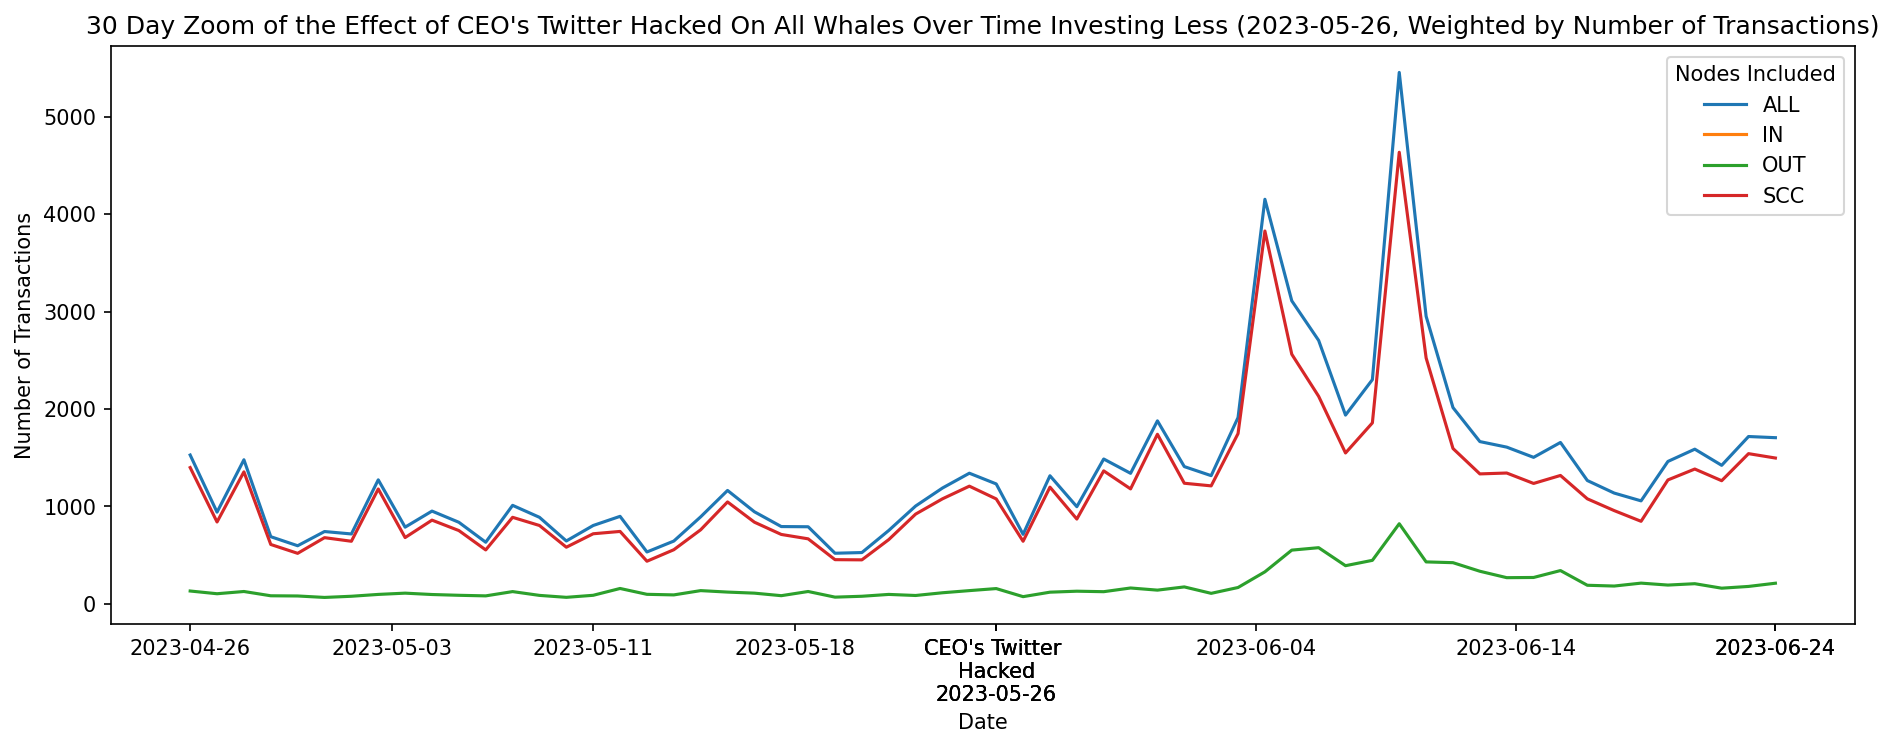 30 Day Zoom of the Effect of CEO's Twitter Hacked On All Whales Over Time Investing Less (2023-05-26, Weighted by Number of Transactions)
Nodes Included
ALL
IN
OUT
SCC
Number of Transactions
5000
4000
3000
2000
1000
0
2023-04-26
2023-05-03
2023-05-11
2023-05-18
CEO's Twitter
Hacked
2023-05-26
2023-06-04
2023-06-14
2023-06-24
Date